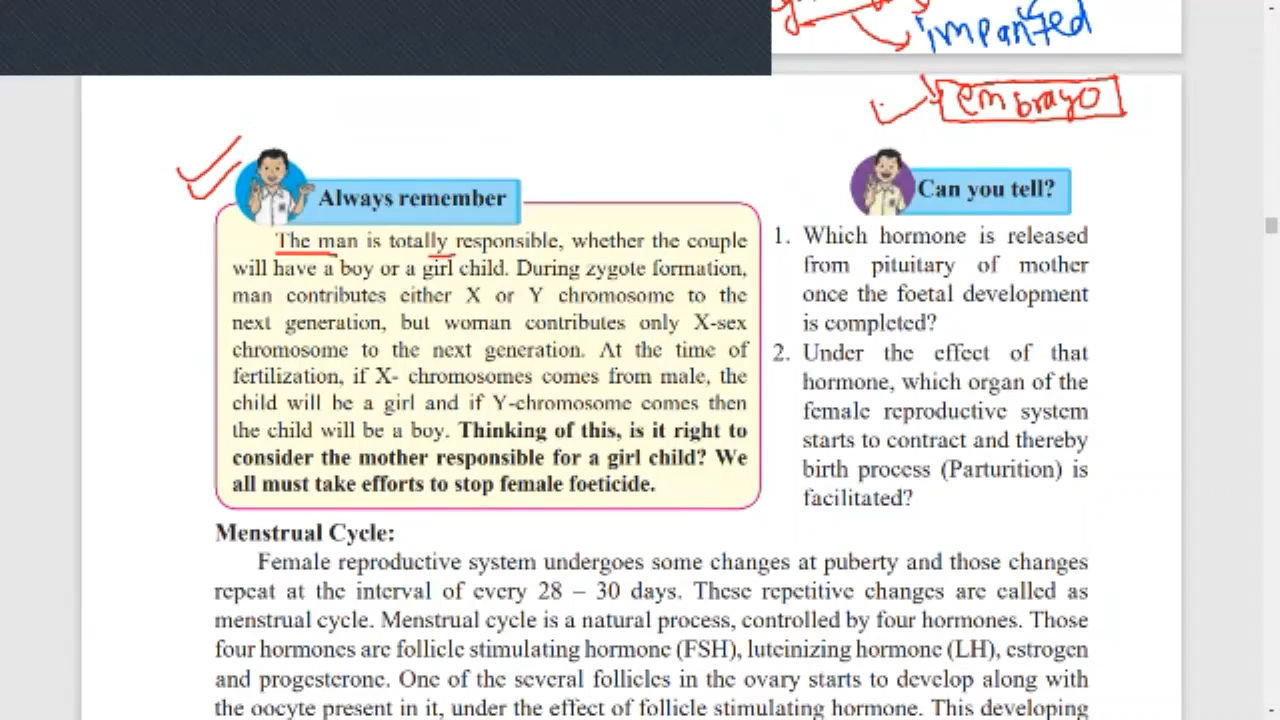 impanted
embrayo
Always remember
The man is totally responsible, whether the couple
will have a boy or a girl child. During zygote formation,
man contributes either X or Y chromosome to the
next generation, but woman contributes only X-sex
chromosome to the next generation. At the time of
fertilization, if X- chromosomes comes from male, the
child will be a girl and if Y-chromosome comes then
the child will be a boy. Thinking of this, is it right to
consider the mother responsible for a girl child? We
all must take efforts to stop female foeticide.
Can you tell?
1. Which hormone is released
from pituitary of mother
once the foetal development
is completed?
2. Under the effect of that
hormone, which organ of the
female reproductive system
starts to contract and thereby
birth process (Parturition) is
facilitated?
Menstrual Cycle:
Female reproductive system undergoes some changes at puberty and those changes
repeat at the interval of every 28 – 30 days. These repetitive changes are called as
menstrual cycle. Menstrual cycle is a natural process, controlled by four hormones. Those
four hormones are follicle stimulating hormone (FSH), luteinizing hormone (LH), estrogen
and progesterone. One of the several follicles in the ovary starts to develop along with
the oocyte present in it, under the effect of follicle stimulating hormone. This developing